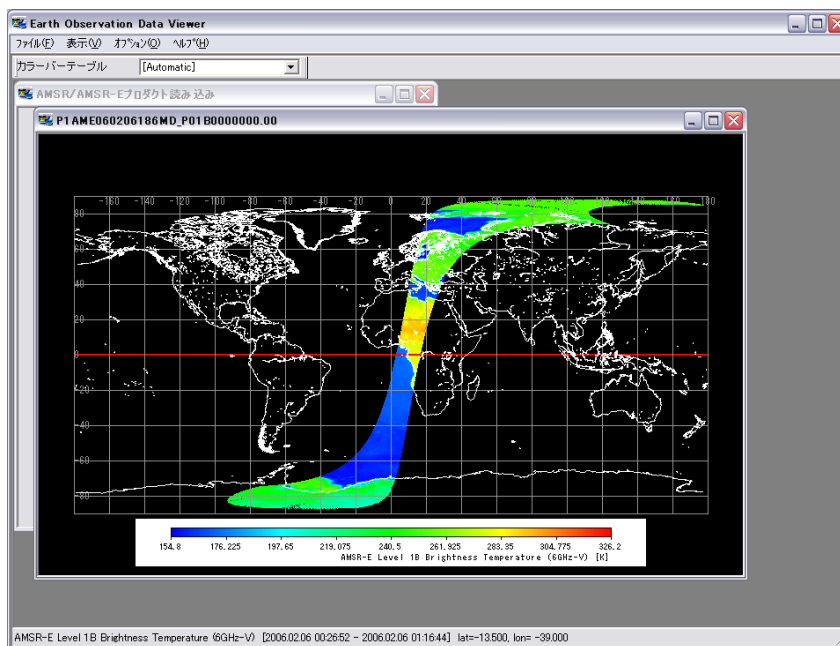 Earth Observation Data Viewer
ファイル(F) 表示(V) オプション(O) ヘルプ(H)
カラーバーテーブル [Automatic]
AMSR/AMSR-Eプロダクト読み込み
P1AME060206186MD_P01B0000000.00
-160 -140 -120 -100 -80 -60 -40 -20 0 20 40 60 80 180
80
60
40
20
0
-20
-40
-60
-80
154.8 176.225 197.65 219.075 240.5 261.925 283.35 304.775 326.2
AMSR-E Level 1B Brightness Temperature (6GHz-V) [K]
AMSR-E Level 1B Brightness Temperature (6GHz-V) [2006.02.06 00:26:52 - 2006.02.06 01:16:44] lat=-13.500, lon= -39.000